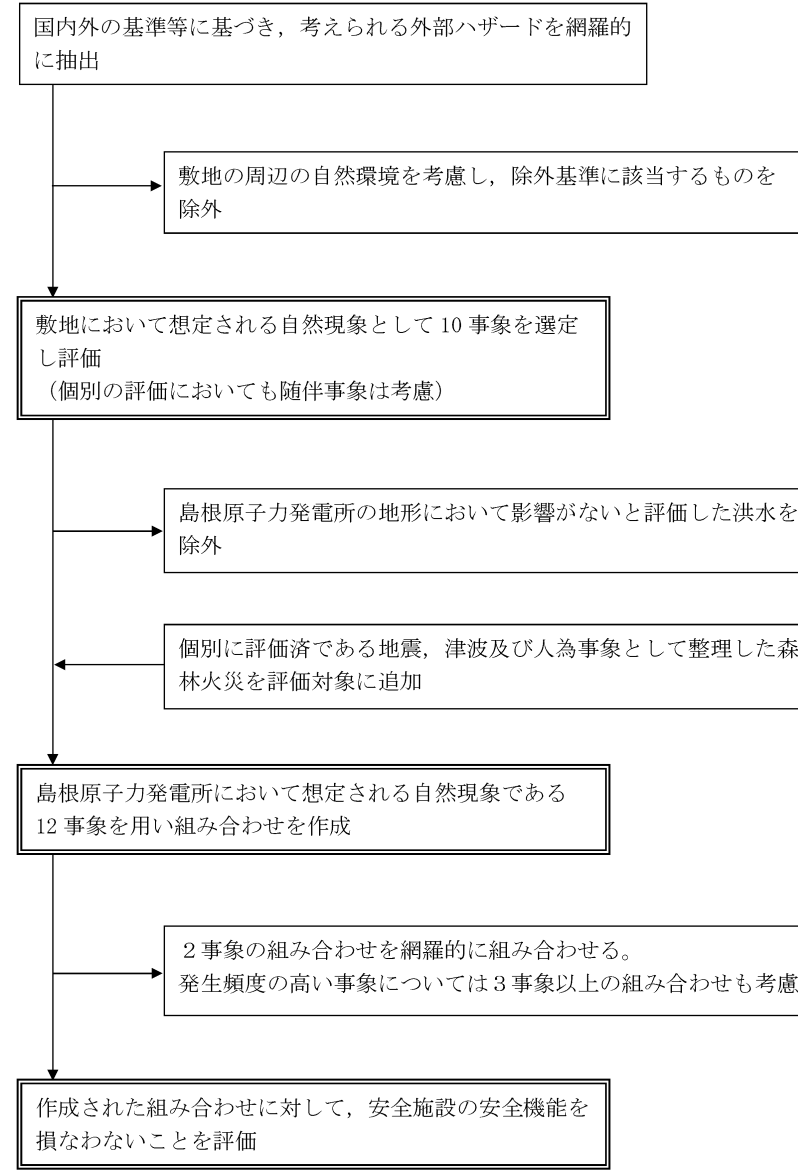 国内外の基準等に基づき，考えられる外部ハザードを網羅的
に抽出
敷地の周辺の自然環境を考慮し，除外基準に該当するものを
除外
敷地において想定される自然現象として 10 事象を選定
し評価
（個別の評価においても随伴事象は考慮）
島根原子力発電所の地形において影響がないと評価した洪水を
除外
個別に評価済である地震，津波及び人為事象として整理した森
林火災を評価対象に追加
島根原子力発電所において想定される自然現象である
12 事象を用い組み合わせを作成
２事象の組み合わせを網羅的に組み合わせる。
発生頻度の高い事象については３事象以上の組み合わせも考慮
作成された組み合わせに対して，安全施設の安全機能を
損なわないことを評価